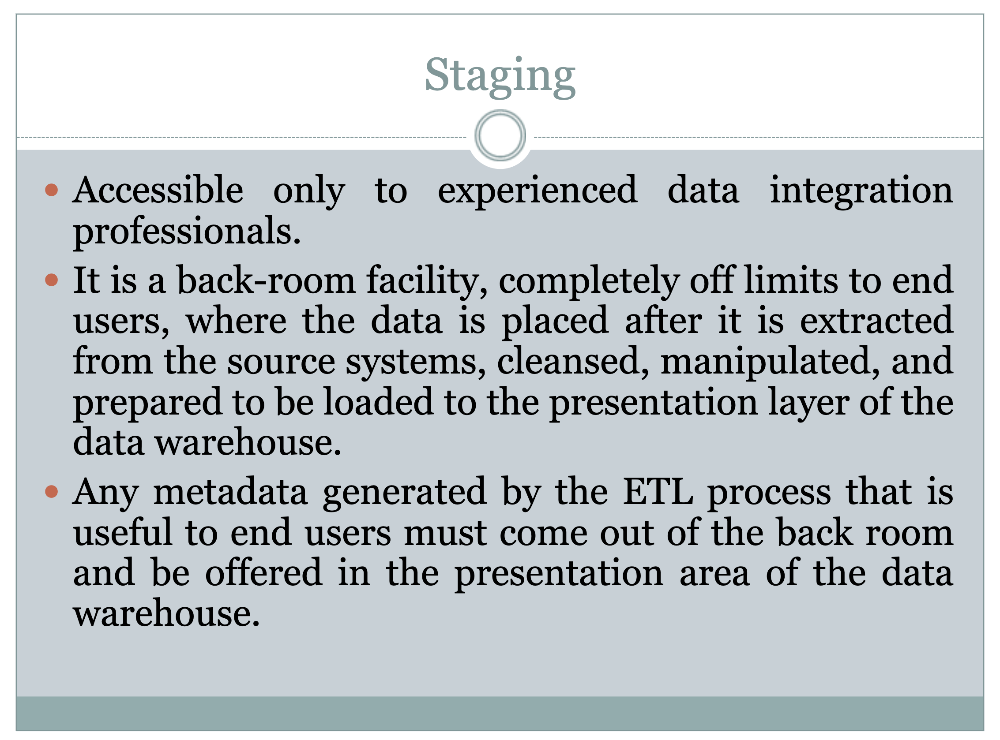 Staging
Accessible only to experienced data integration
professionals.
It is a back-room facility, completely off limits to end
users, where the data is placed after it is extracted
from the source systems, cleansed, manipulated, and
prepared to be loaded to the presentation layer of the
data warehouse.
Any metadata generated by the ETL process that is
useful to end users must come out of the back room
and be offered in the presentation area of the data
warehouse.